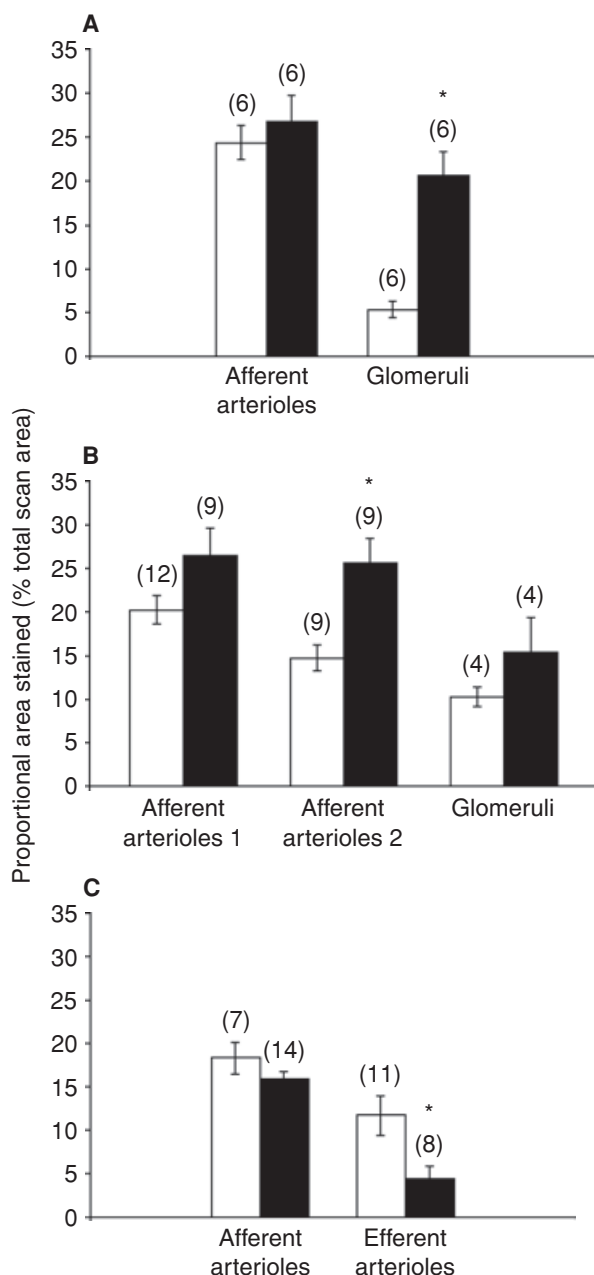 Proportional area stained (% total scan area)
A
35
30
25
20
15
10
5
0
(6)
(6)
(6)
*
(6)
Afferent
arterioles
Glomeruli
B
35
30
25
20
15
10
5
0
(12)
(9)
(9)
*
(9)
(4)
(4)
Afferent
arterioles 1
Afferent
arterioles 2
Glomeruli
C
35
30
25
20
15
10
5
0
(7)
(14)
(11)
*
(8)
Afferent
arterioles
Efferent
arterioles